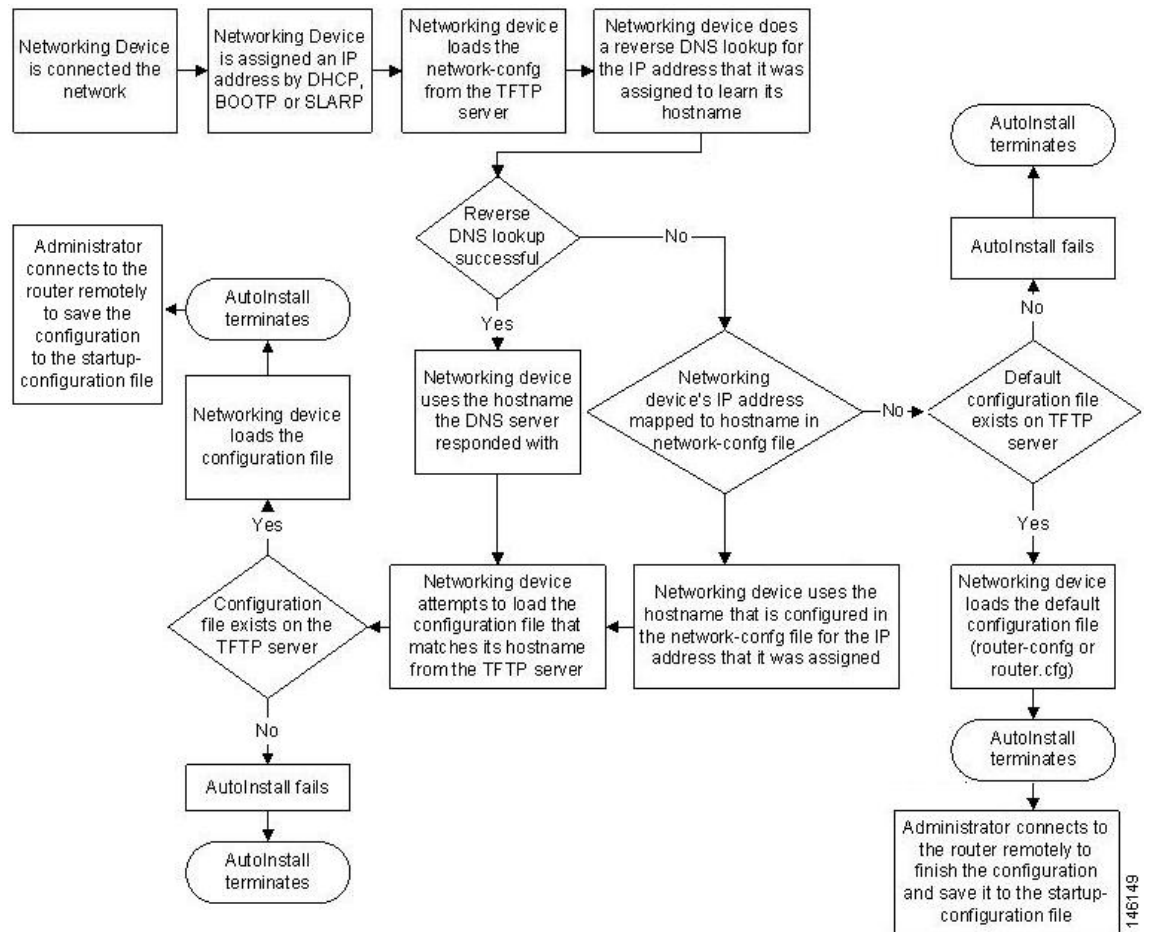 Networking Device
is connected the
network
Networking Device
is assigned an IP
address by DHCP,
BOOTP or SLARP
Networking device
loads the
network-confg
from the TFTP
server
Networking device does
a reverse DNS lookup for
the IP address that it was
assigned to learn its
hostname
AutoInstall
terminates
Reverse
DNS lookup
successful
No
AutoInstall fails
Administrator
connects to the
router remotely
to save the
configuration
to the startup-
configuration file
AutoInstall
terminates
Yes
No
Networking device
uses the hostname
the DNS server
responded with
Networking
device's IP address
mapped to hostname in
network-confg file
No
Default
configuration file
exists on TFTP
server
Networking device
loads the
configuration file
Yes
Yes
Configuration
file exists on the
TFTP server
Networking device
attempts to load the
configuration file that
matches its hostname
from the TFTP server
Networking device uses the
hostname that is configured in
the network-confg file for the IP
address that it was assigned
Networking device
loads the default
configuration file
(router-confg or
router.cfg)
No
AutoInstall fails
AutoInstall
terminates
AutoInstall
terminates
Administrator connects to
the router remotely to
finish the configuration
and save it to the startup-
configuration file
146149